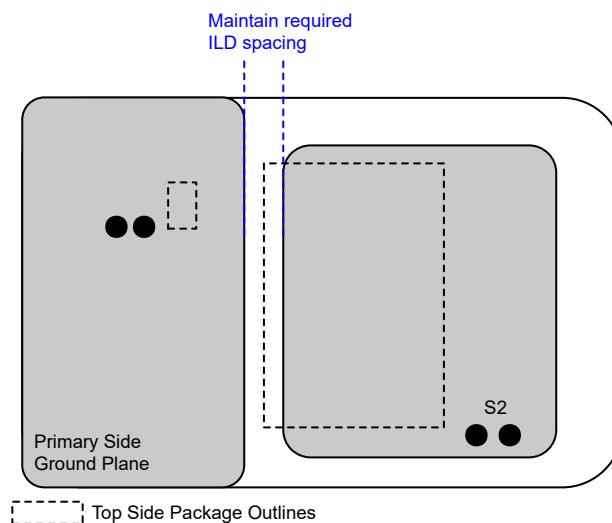 Maintain required
ILD spacing
S2
Primary Side
Ground Plane
Top Side Package Outlines